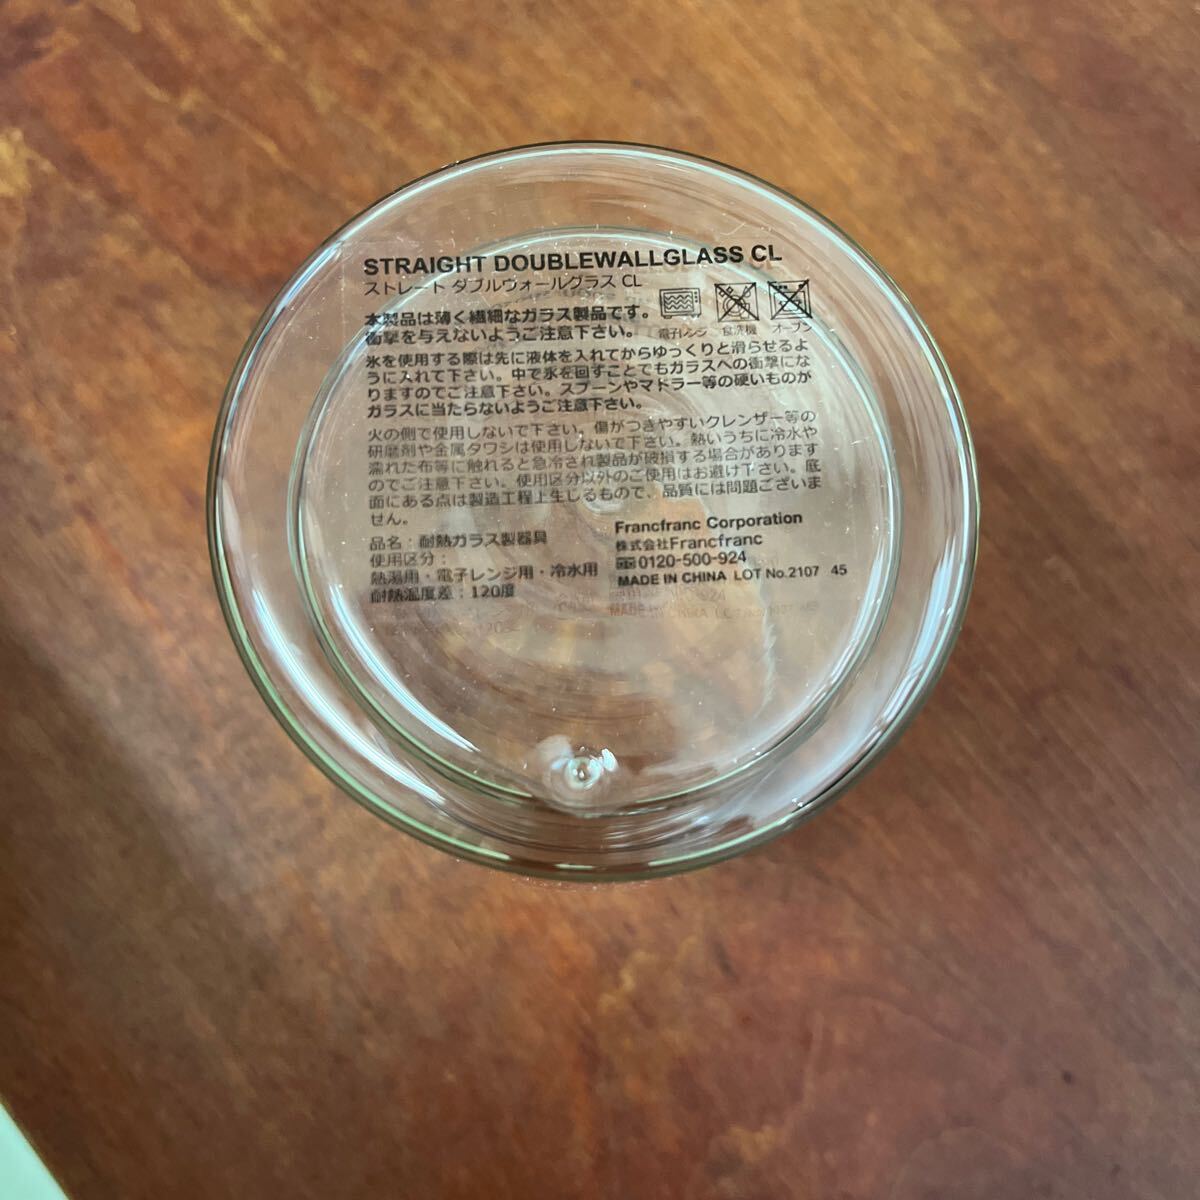 STRAIGHT DOUBLEWALLGLASS CL
ストレート ダブルウォールグラス CL
本製品は薄く繊細なガラス製品です。
衝撃を与えないようご注意下さい。
電子レンジ 食洗機 オーブン
氷を使用する際は先に液体を入れてからゆっくりと滑らせるよ
うに入れて下さい。中で氷を回すことでもガラスへの衝撃にな
りますのでご注意下さい。スプーンやマドラー等の硬いものが
ガラスに当たらないようご注意下さい。
火の側で使用しないで下さい。傷がつきやすいクレンザー等の
研磨剤や金属タワシは使用しないで下さい。熱いうちに冷水や
濡れた布等に触れると急冷され製品が破損する場合があります
のでご注意下さい。使用区分以外のご使用はお避け下さい。底
面にある点は製造工程上生じるもので、品質には問題ございま
せん。
品名：耐熱ガラス製器具
使用区分：
熱湯用・電子レンジ用・冷水用
耐熱温度差：120度
Francfranc Corporation
株式会社Francfranc
0120-500-924
MADE IN CHINA LOT No.2107 45